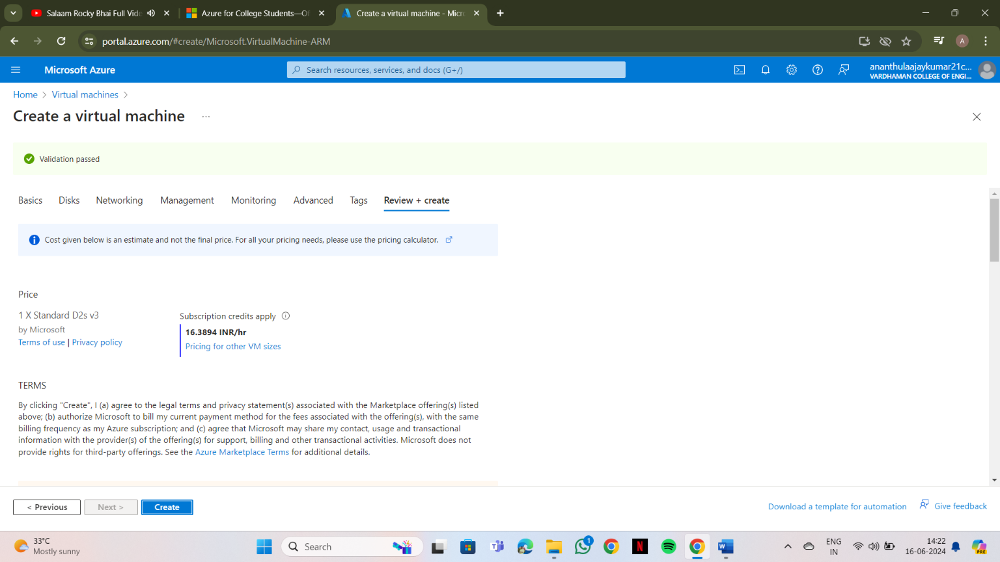 Salaam Rocky Bhai Full Vide
Azure for College Students—Of
Create a virtual machine - Micro
portal.azure.com/#create/Microsoft.VirtualMachine-ARM
A
Microsoft Azure
Search resources, services, and docs (G+/)
ananthulaajaykumar21c...
VARDHAMAN COLLEGE OF ENGI...
Home > Virtual machines >
Create a virtual machine ...
Validation passed
Basics Disks Networking Management Monitoring Advanced Tags Review + create
Cost given below is an estimate and not the final price. For all your pricing needs, please use the pricing calculator.
Price
1 X Standard D2s v3
by Microsoft
Terms of use | Privacy policy
Subscription credits apply
16.3894 INR/hr
Pricing for other VM sizes
TERMS
By clicking "Create", I (a) agree to the legal terms and privacy statement(s) associated with the Marketplace offering(s) listed
above; (b) authorize Microsoft to bill my current payment method for the fees associated with the offering(s), with the same
billing frequency as my Azure subscription; and (c) agree that Microsoft may share my contact, usage and transactional
information with the provider(s) of the offering(s) for support, billing and other transactional activities. Microsoft does not
provide rights for third-party offerings. See the Azure Marketplace Terms for additional details.
< Previous Next > Create
Download a template for automation Give feedback
33°C
Mostly sunny
Search
1
N
ENG
IN
14:22
16-06-2024
PRE